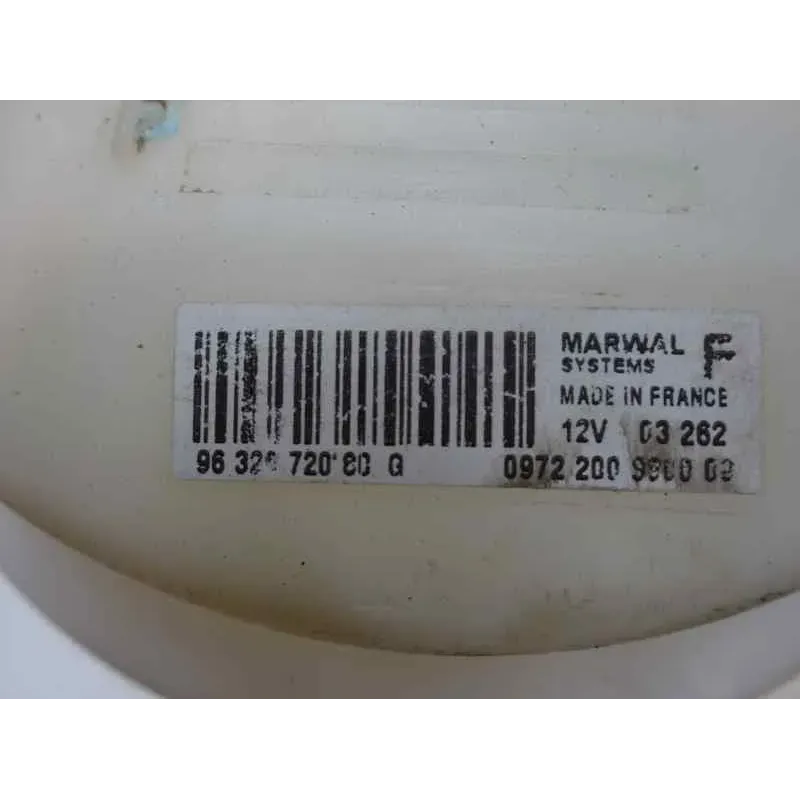 MARWAL F
SYSTEMS
MADE IN FRANCE
12V 03 262
96 720 80 G
0972 200